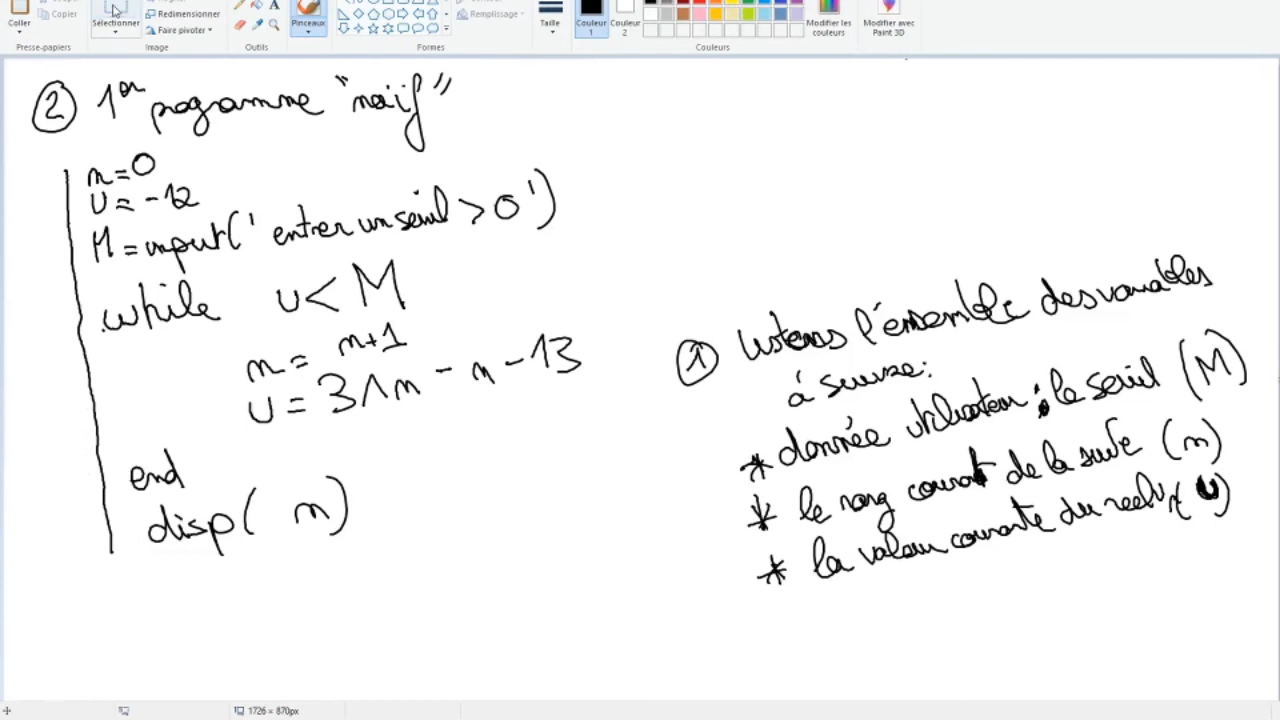 Coller
Sélectionner
Copier
Redimensionner
Faire pivoter
Pinceaux
Remplissage
Taille
Couleur
1
Couleur
2
Modifier les
couleurs
Modifier avec
Paint 3D
Presse-papiers
Image
Outils
Formes
Couleurs
② 1er programme "naïf"
n=0
U=-12
M=input(' entrer un seuil > 0')
while u<M
n= n+1
U= 3^n - n - 13
end
disp( n)
① listons l'ensemble des variables
à suivre:
* donnée utilisateur : le seuil (M)
* le rang courant de la suite (n)
* la valeur courante du réel (U)
1726 × 870px